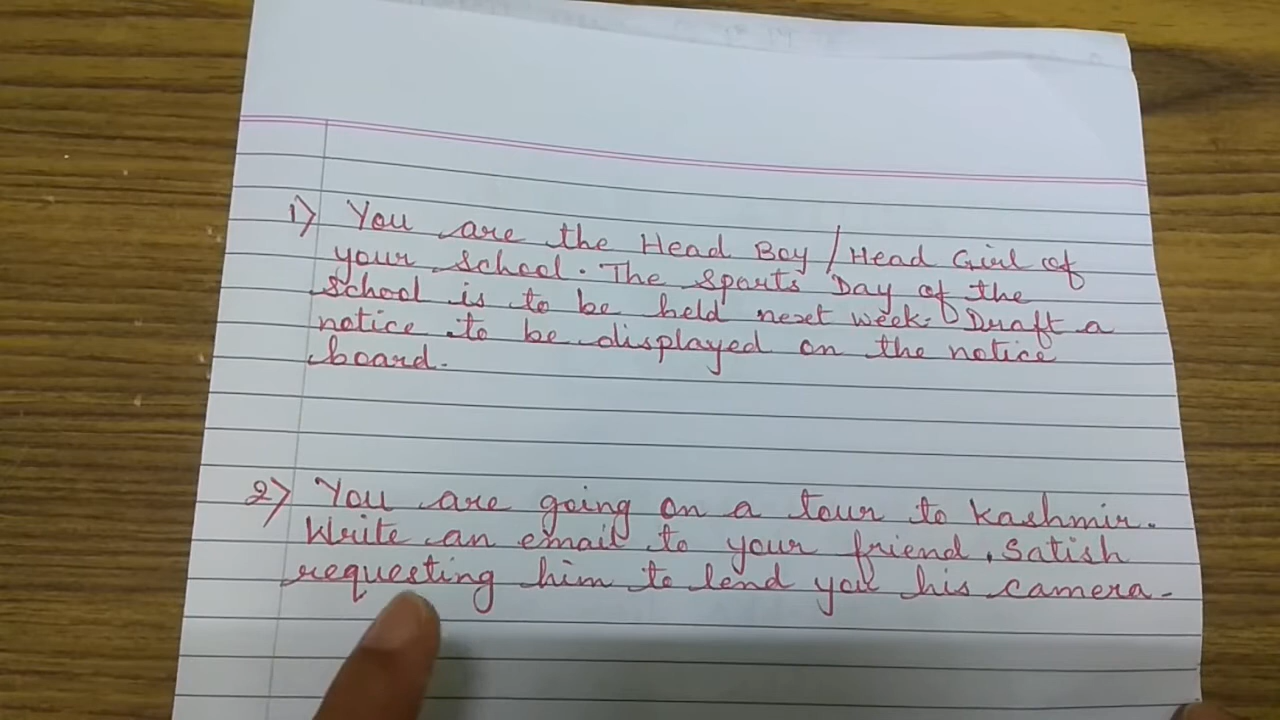 1) You are the Head Boy / Head Girl of
your school. The Sports Day of the
School is to be held next week. Draft a
notice to be displayed on the notice
board.
2) You are going on a tour to Kashmir.
Write an email to your friend, Satish
requesting him to lend you his camera.